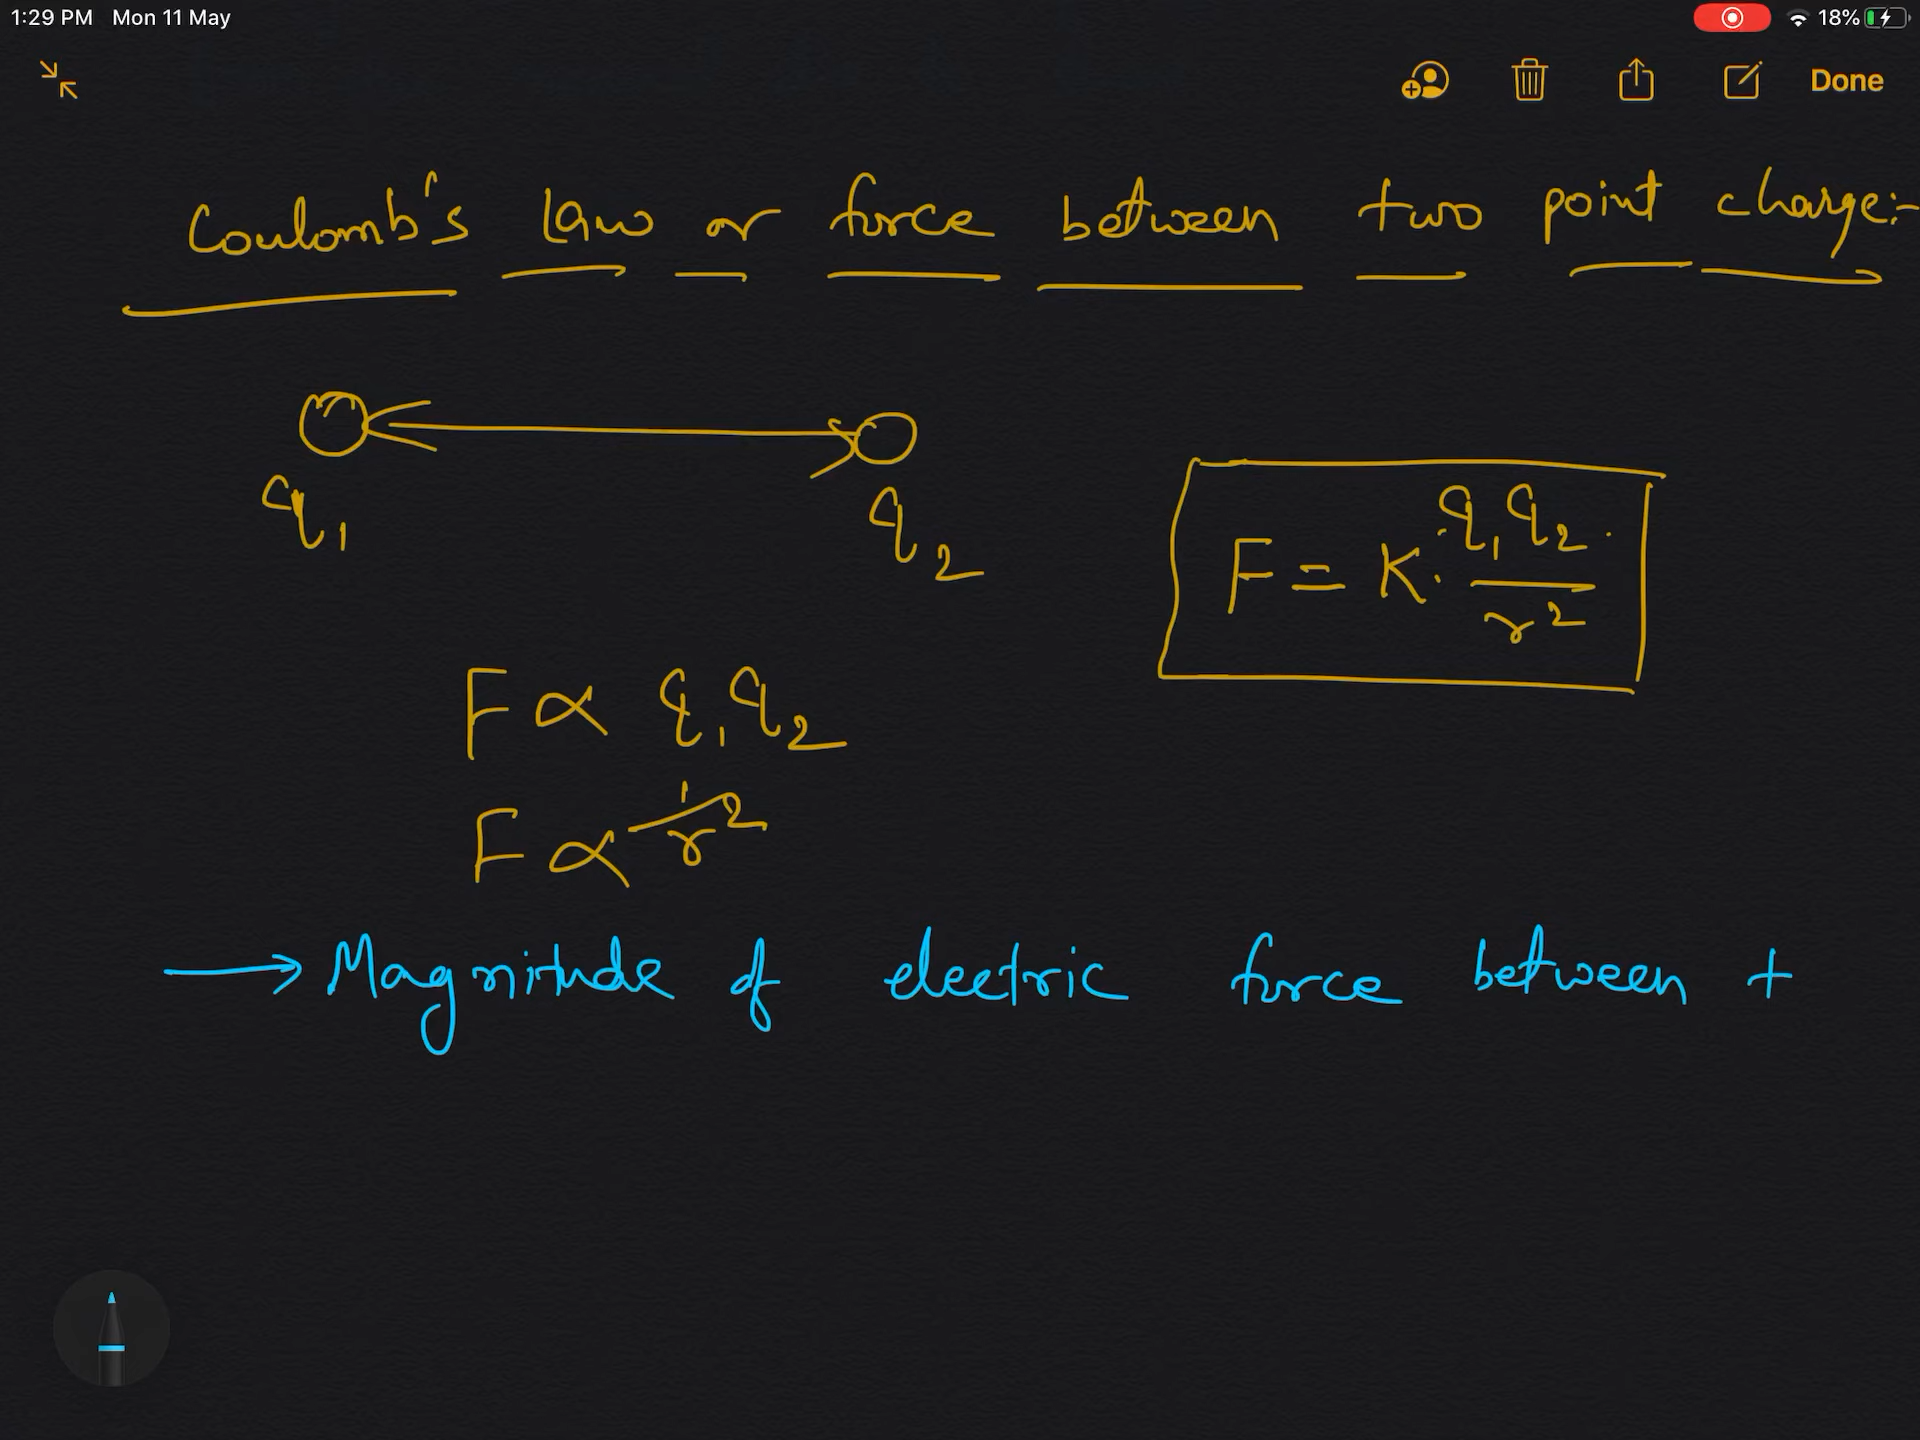 1:29 PM Mon 11 May 18%
Done
Coulomb's law or force between two point charge:-
q₁ q₂
F = K. q₁q₂ / r²
F ∝ q₁q₂
F ∝ 1/r²
→ Magnitude of electric force between t